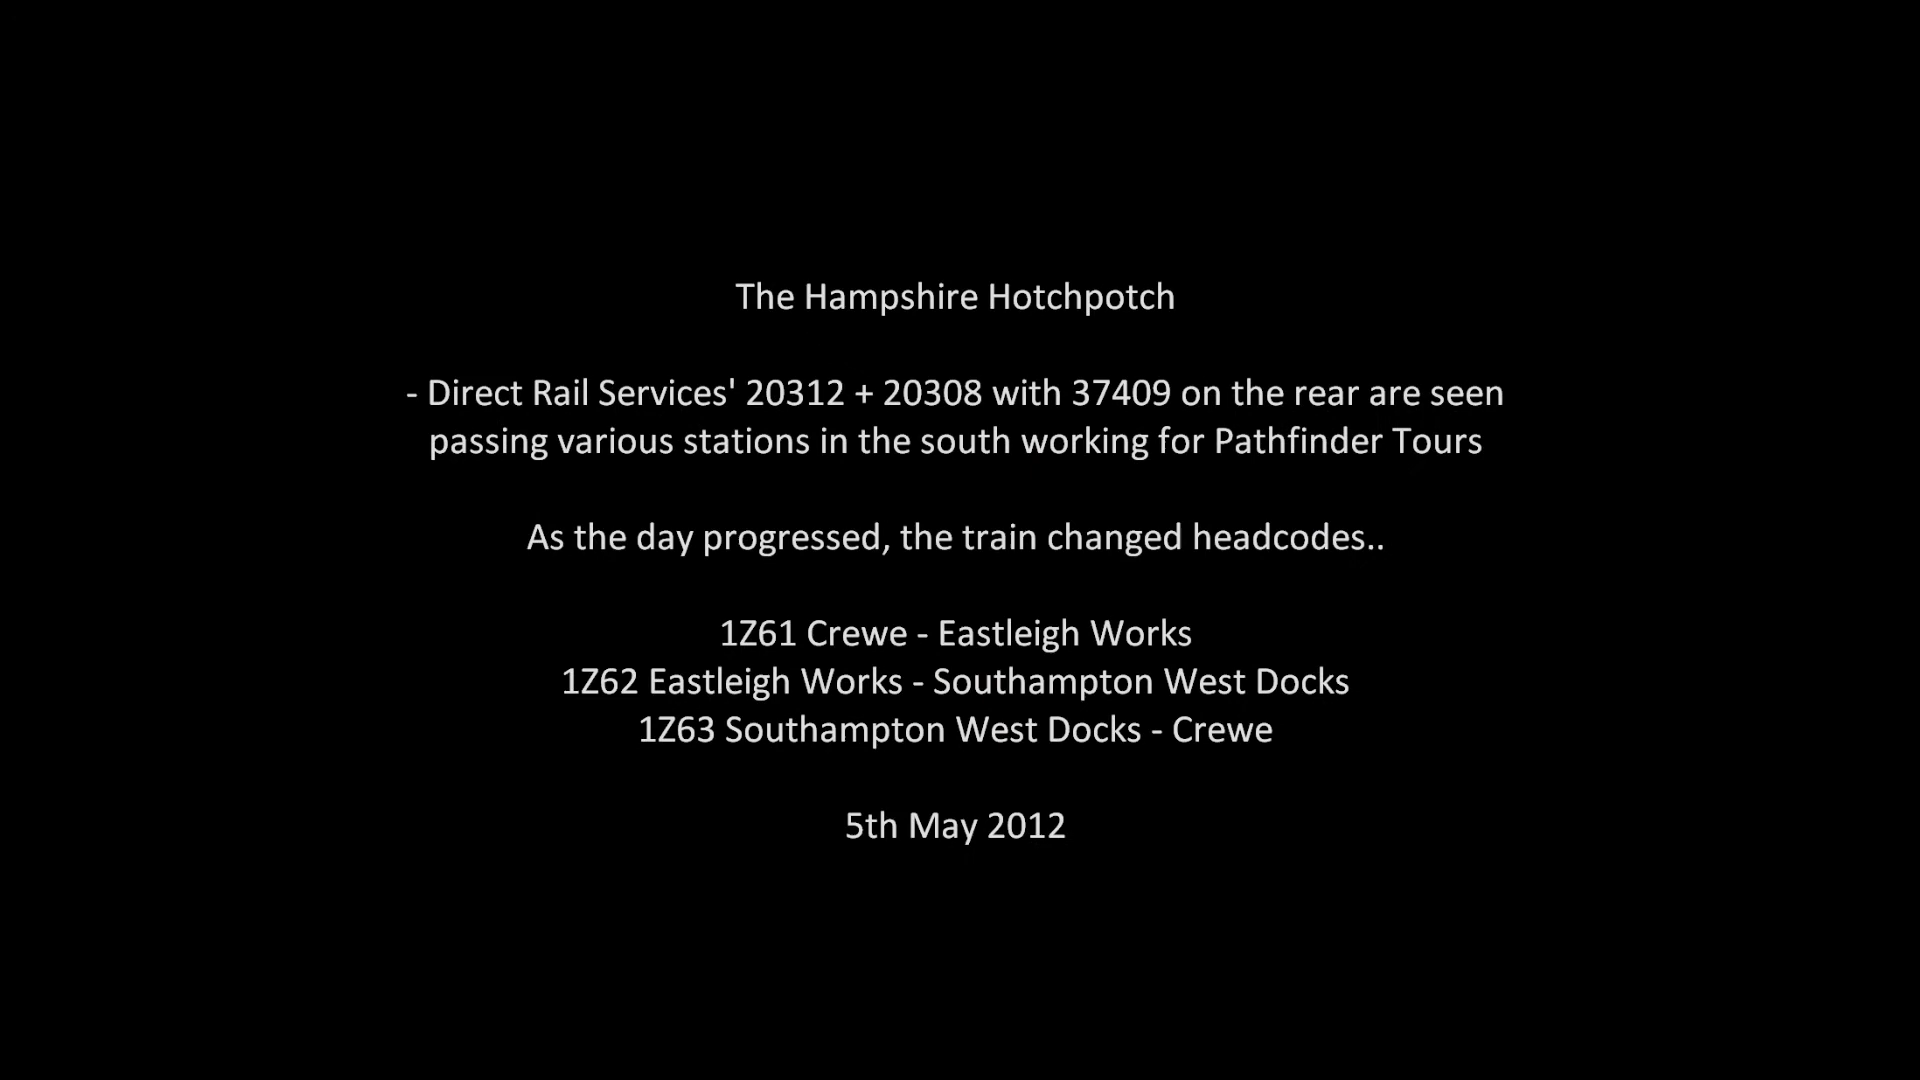 The Hampshire Hotchpotch
- Direct Rail Services' 20312 + 20308 with 37409 on the rear are seen
passing various stations in the south working for Pathfinder Tours
As the day progressed, the train changed headcodes..
1Z61 Crewe - Eastleigh Works
1Z62 Eastleigh Works - Southampton West Docks
1Z63 Southampton West Docks - Crewe
5th May 2012